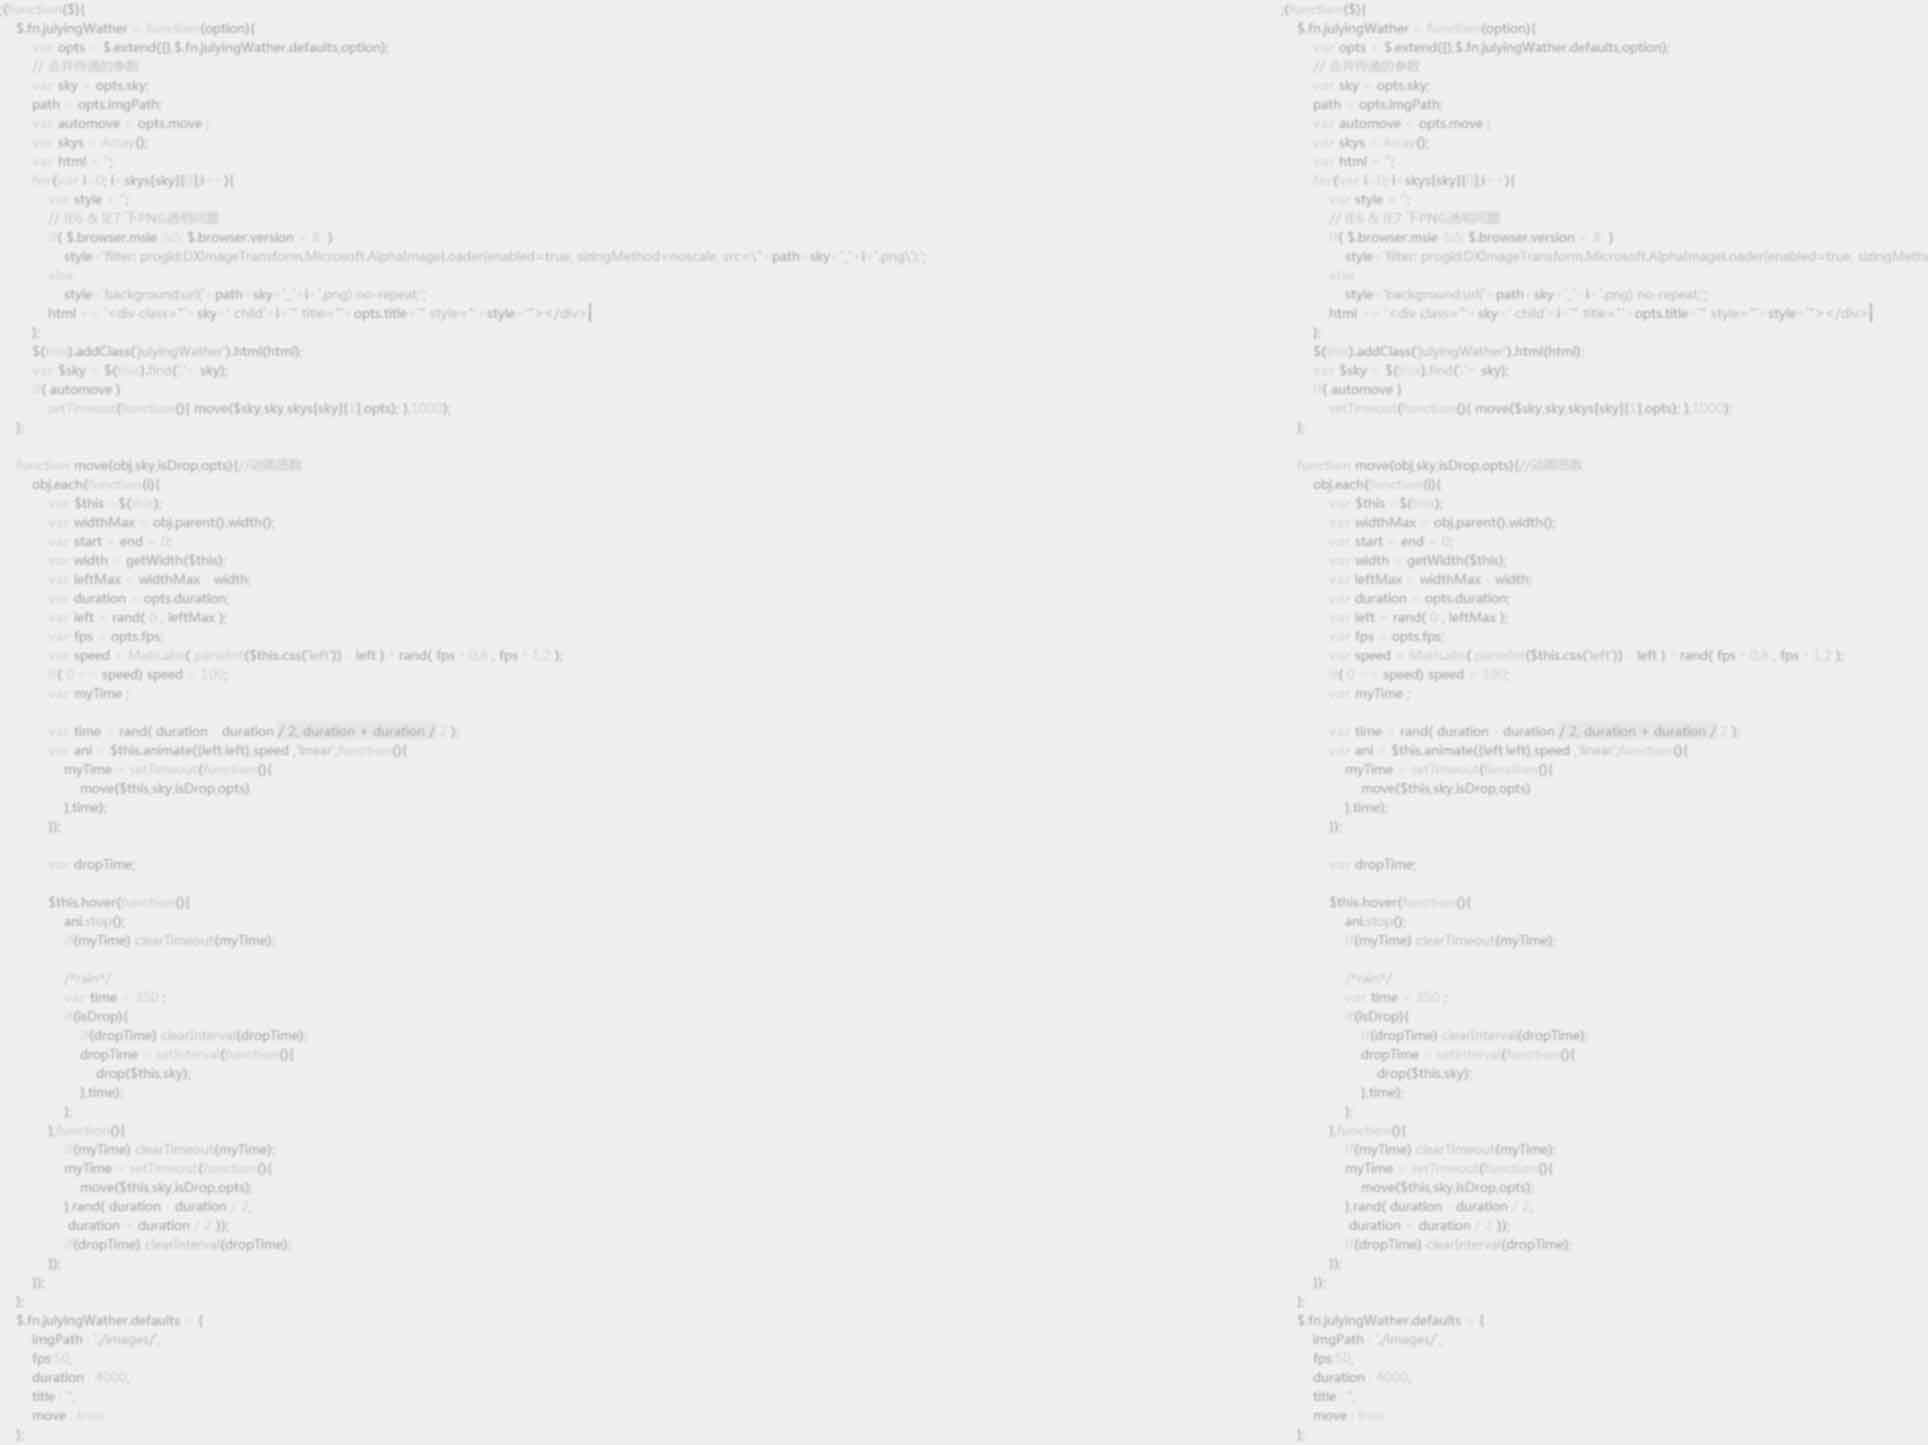 ;(function($){
$.fn.julyingWather = function(option){
var opts = $.extend({},$.fn.julyingWather.defaults,option);
// 合并传递的参数
var sky = opts.sky;
path = opts.imgPath;
var automove = opts.move ;
var skys = Array();
var html = '';
for(var i=0; i<skys[sky][0];i++){
var style = '';
// IE6 & IE7 下PNG透明问题
if( $.browser.msie && $.browser.version < 8 )
style='filter: progid:DXImageTransform.Microsoft.AlphaImageLoader(enabled=true, sizingMethod=noscale, src=\"'+path+sky+'_'+i+'.png\");';
else
style='background:url('+path+sky+'_'+i+'.png) no-repeat;';
html += '<div class="'+sky+' child'+i+'" title="'+opts.title+'" style="'+style+'"></div>
};
$(this).addClass('julyingWather').html(html);
var $sky = $(this).find('.'+ sky);
if( automove )
setTimeout(function(){ move($sky,sky,skys[sky][1],opts); },1000);
};
function move(obj,sky,isDrop,opts){//动画函数
obj.each(function(i){
var $this =$(this);
var widthMax = obj.parent().width();
var start = end = 0;
var width = getWidth($this);
var leftMax = widthMax - width;
var duration = opts.duration;
var left = rand( 0 , leftMax );
var fps = opts.fps;
var speed = Math.abs( parseInt($this.css('left')) - left ) * rand( fps * 0.8 , fps * 1.2 );
if( 0 == speed) speed = 100;
var myTime ;
var time = rand( duration - duration / 2, duration + duration / 2 );
var ani = $this.animate({left:left},speed ,'linear',function(){
myTime = setTimeout(function(){
move($this,sky,isDrop,opts)
},time);
});
var dropTime;
$this.hover(function(){
ani.stop();
if(myTime) clearTimeout(myTime);
/*rain*/
var time = 350 ;
if(isDrop){
if(dropTime) clearInterval(dropTime);
dropTime = setInterval(function(){
drop($this,sky);
},time);
};
},function(){
if(myTime) clearTimeout(myTime);
myTime = setTimeout(function(){
move($this,sky,isDrop,opts);
},rand( duration - duration / 2,
duration + duration / 2 ));
if(dropTime) clearInterval(dropTime);
});
});
};
$.fn.julyingWather.defaults = {
imgPath : './images/',
fps:50,
duration : 4000,
title : '',
move : true
};
;(function($){
$.fn.julyingWather = function(option){
var opts = $.extend({},$.fn.julyingWather.defaults,option);
// 合并传递的参数
var sky = opts.sky;
path = opts.imgPath;
var automove = opts.move ;
var skys = Array();
var html = '';
for(var i=0; i<skys[sky][0];i++){
var style = '';
// IE6 & IE7 下PNG透明问题
if( $.browser.msie && $.browser.version < 8 )
style='filter: progid:DXImageTransform.Microsoft.AlphaImageLoader(enabled=true, sizingMetho
else
style='background:url('+path+sky+'_'+i+'.png) no-repeat;';
html += '<div class="'+sky+' child'+i+'" title="'+opts.title+'" style="'+style+'"></div>
};
$(this).addClass('julyingWather').html(html);
var $sky = $(this).find('.'+ sky);
if( automove )
setTimeout(function(){ move($sky,sky,skys[sky][1],opts); },1000);
};
function move(obj,sky,isDrop,opts){//动画函数
obj.each(function(i){
var $this =$(this);
var widthMax = obj.parent().width();
var start = end = 0;
var width = getWidth($this);
var leftMax = widthMax - width;
var duration = opts.duration;
var left = rand( 0 , leftMax );
var fps = opts.fps;
var speed = Math.abs( parseInt($this.css('left')) - left ) * rand( fps * 0.8 , fps * 1.2 );
if( 0 == speed) speed = 100;
var myTime ;
var time = rand( duration - duration / 2, duration + duration / 2 );
var ani = $this.animate({left:left},speed ,'linear',function(){
myTime = setTimeout(function(){
move($this,sky,isDrop,opts)
},time);
});
var dropTime;
$this.hover(function(){
ani.stop();
if(myTime) clearTimeout(myTime);
/*rain*/
var time = 350 ;
if(isDrop){
if(dropTime) clearInterval(dropTime);
dropTime = setInterval(function(){
drop($this,sky);
},time);
};
},function(){
if(myTime) clearTimeout(myTime);
myTime = setTimeout(function(){
move($this,sky,isDrop,opts);
},rand( duration - duration / 2,
duration + duration / 2 ));
if(dropTime) clearInterval(dropTime);
});
});
};
$.fn.julyingWather.defaults = {
imgPath : './images/',
fps:50,
duration : 4000,
title : '',
move : true
};